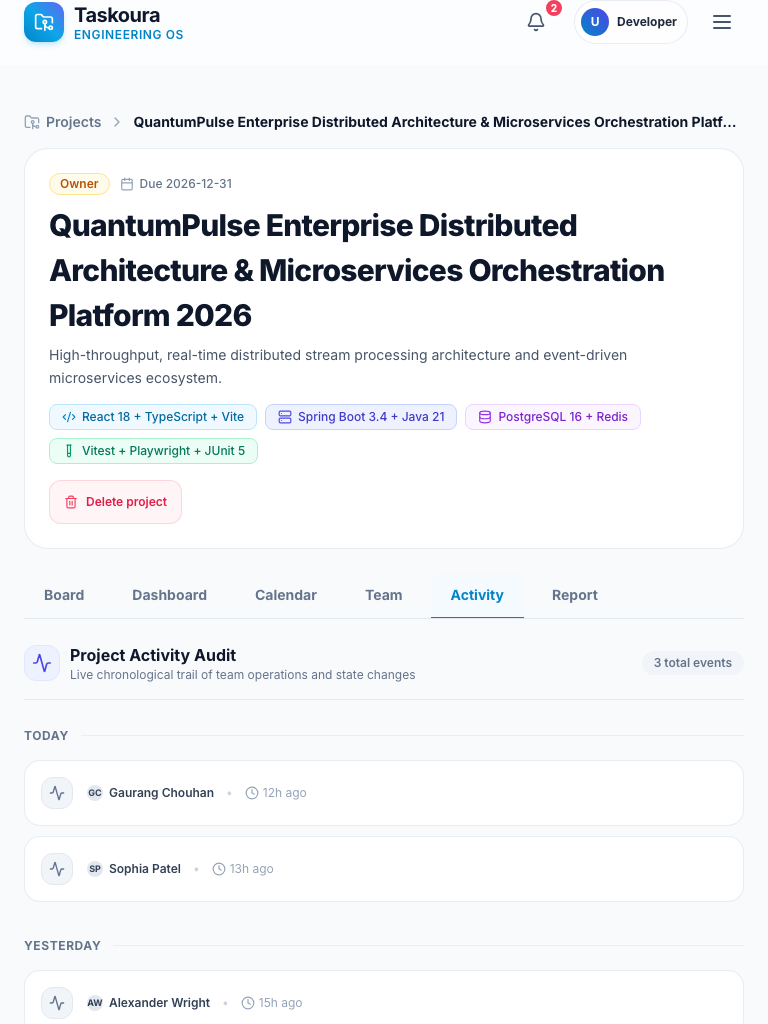 Taskoura
ENGINEERING OS
2
U
Developer
Projects
QuantumPulse Enterprise Distributed Architecture & Microservices Orchestration Platf...
Owner
Due 2026-12-31
QuantumPulse Enterprise Distributed
Architecture & Microservices Orchestration
Platform 2026
High-throughput, real-time distributed stream processing architecture and event-driven
microservices ecosystem.
React 18 + TypeScript + Vite
Spring Boot 3.4 + Java 21
PostgreSQL 16 + Redis
Vitest + Playwright + JUnit 5
Delete project
Board
Dashboard
Calendar
Team
Activity
Report
Project Activity Audit
Live chronological trail of team operations and state changes
3 total events
TODAY
GC Gaurang Chouhan • 12h ago
SP Sophia Patel • 13h ago
YESTERDAY
AW Alexander Wright • 15h ago